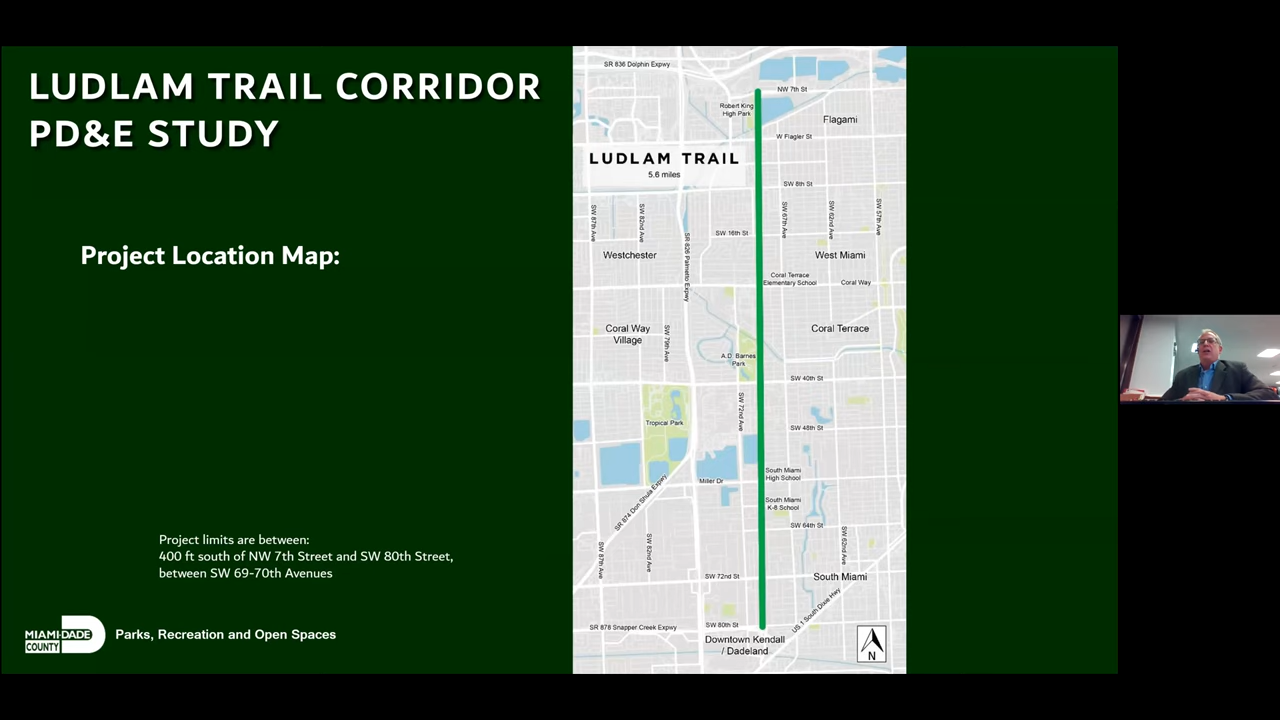 LUDLAM TRAIL CORRIDOR
PD&E STUDY
Project Location Map:
Project limits are between:
400 ft south of NW 7th Street and SW 80th Street,
between SW 69-70th Avenues
MIAMI-DADE
COUNTY
Parks, Recreation and Open Spaces
SR 836 Dolphin Expwy
NW 7th St
Robert King
High Park
Flagami
W Flagler St
LUDLAM TRAIL
5.6 miles
SW 8th St
SW 87th Ave
SW 82nd Ave
SW 67th Ave
SW 62nd Ave
SW 57th Ave
SW 16th St
SR 826 Palmetto Expwy
Westchester
West Miami
Coral Terrace
Elementary School
Coral Way
Coral Way
Village
SW 79th Ave
Coral Terrace
A.D. Barnes
Park
SW 40th St
SW 72nd Ave
Tropical Park
SW 48th St
South Miami
High School
Miller Dr
SR 874 Don Shula Expwy
South Miami
K-8 School
SW 64th St
SW 87th Ave
SW 82nd Ave
SW 62nd Ave
SW 72nd St
South Miami
US 1 South Dixie Hwy
SR 878 Snapper Creek Expwy
SW 80th St
Downtown Kendall
/ Dadeland
N